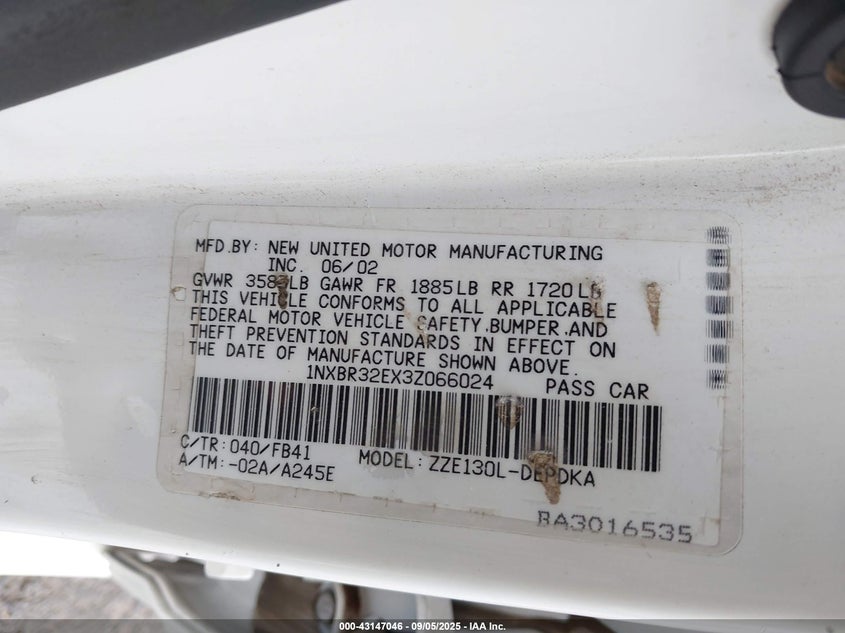 MFD.BY: NEW UNITED MOTOR MANUFACTURING
INC. 06/02
GVWR LB GAWR FR 1885LB RR 1720LB
THIS VEHICLE CONFORMS TO ALL APPLICABLE
FEDERAL MOTOR VEHICLE SAFETY,BUMPER,AND
THEFT PREVENTION STANDARDS IN EFFECT ON
THE DATE OF MANUFACTURE SHOWN ABOVE.
1NXBR32EX3Z066024 PASS CAR
C/TR:040/FB41
A/TM:-02A/A245E MODEL:ZZE130L-DEPDKA
BA3016535
000-43147046 - 09/05/2025 - IAA Inc.